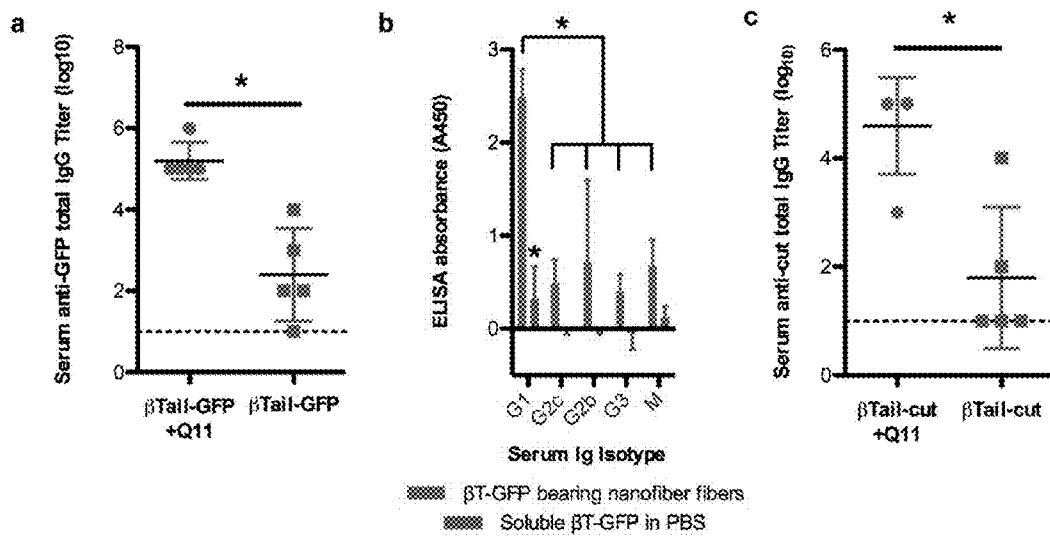 a
Serum anti-GFP total IgG Titer (log10)
8
6
4
2
0
*
βTail-GFP
+Q11
βTail-GFP
b
ELISA absorbance (A450)
3
2
1
0
*
*
G1
G2c
G2b
G3
M
Serum Ig Isotype
βT-GFP bearing nanofiber fibers
Soluble βT-GFP in PBS
c
Serum anti-cut total IgG Titer (log10)
6
4
2
0
*
βTail-cut
+Q11
βTail-cut